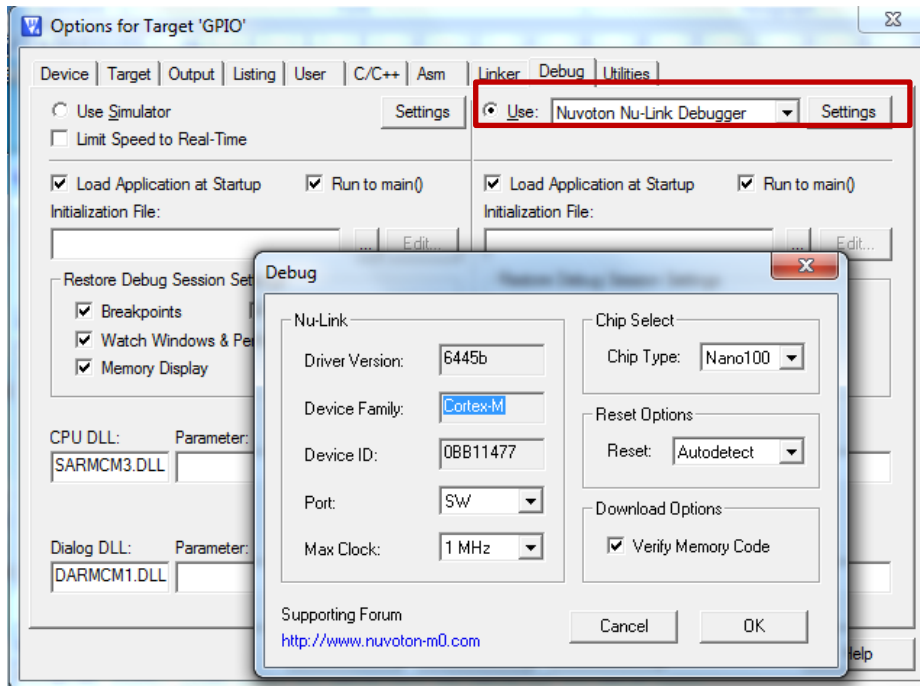 Options for Target 'GPIO'
Device Target Output Listing User C/C++ Asm Linker Debug Utilities
Use Simulator Settings Use: Nuvoton Nu-Link Debugger Settings
Limit Speed to Real-Time
Load Application at Startup Run to main() Load Application at Startup Run to main()
Initialization File: Initialization File:
... Edit... ... Edit...
Restore Debug Session Set
Breakpoints
Watch Windows & Pe
Memory Display
CPU DLL: Parameter:
SARMCM3.DLL
Dialog DLL: Parameter:
DARMCM1.DLL
Help
Debug
Nu-Link
Driver Version: 6445b
Device Family: Cortex-M
Device ID: 0BB11477
Port: SW
Max Clock: 1 MHz
Chip Select
Chip Type: Nano100
Reset Options
Reset: Autodetect
Download Options
Verify Memory Code
Supporting Forum
http://www.nuvoton-m0.com
Cancel OK